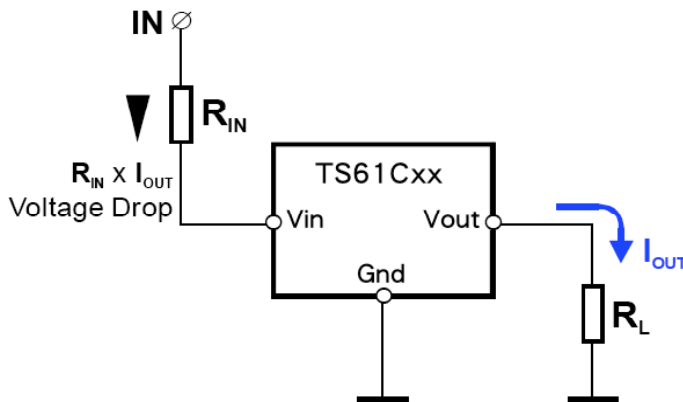 IN
RIN
RIN x IOUT
Voltage Drop
TS61Cxx
Vin
Vout
Gnd
IOUT
RL